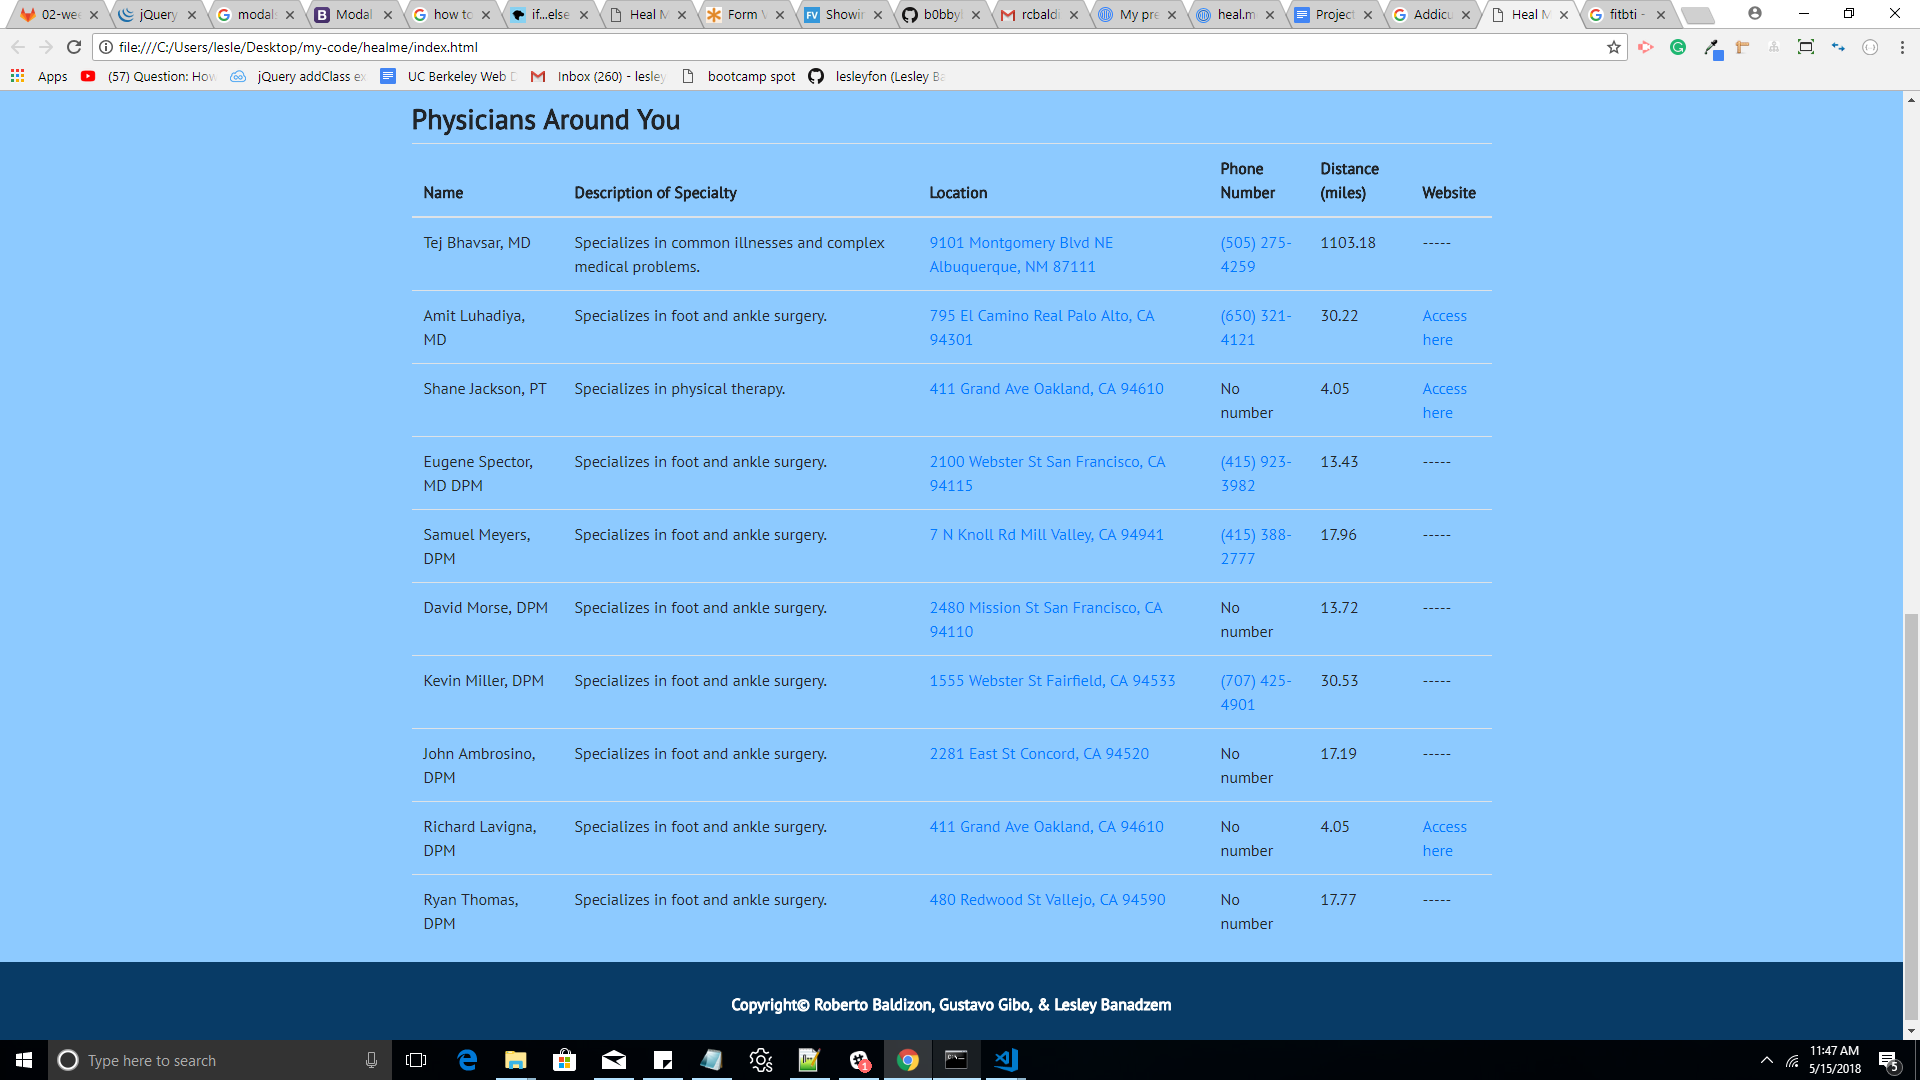 02-wee
jQuery
modals
Modal
how to
if...else
Heal M
Form V
Showin
b0bbyl
rcbaldi
My pre
heal.m
Project
Addicu
Heal M
fitbti -
file:///C:/Users/lesle/Desktop/my-code/healme/index.html
Apps
(57) Question: How
jQuery addClass ex
UC Berkeley Web D
Inbox (260) - lesley
bootcamp spot
lesleyfon (Lesley Ba
Physicians Around You
Name Description of Specialty Location Phone Number Distance (miles) Website
Tej Bhavsar, MD Specializes in common illnesses and complex medical problems. 9101 Montgomery Blvd NE Albuquerque, NM 87111 (505) 275-4259 1103.18 -----
Amit Luhadiya, MD Specializes in foot and ankle surgery. 795 El Camino Real Palo Alto, CA 94301 (650) 321-4121 30.22 Access here
Shane Jackson, PT Specializes in physical therapy. 411 Grand Ave Oakland, CA 94610 No number 4.05 Access here
Eugene Spector, MD DPM Specializes in foot and ankle surgery. 2100 Webster St San Francisco, CA 94115 (415) 923-3982 13.43 -----
Samuel Meyers, DPM Specializes in foot and ankle surgery. 7 N Knoll Rd Mill Valley, CA 94941 (415) 388-2777 17.96 -----
David Morse, DPM Specializes in foot and ankle surgery. 2480 Mission St San Francisco, CA 94110 No number 13.72 -----
Kevin Miller, DPM Specializes in foot and ankle surgery. 1555 Webster St Fairfield, CA 94533 (707) 425-4901 30.53 -----
John Ambrosino, DPM Specializes in foot and ankle surgery. 2281 East St Concord, CA 94520 No number 17.19 -----
Richard Lavigna, DPM Specializes in foot and ankle surgery. 411 Grand Ave Oakland, CA 94610 No number 4.05 Access here
Ryan Thomas, DPM Specializes in foot and ankle surgery. 480 Redwood St Vallejo, CA 94590 No number 17.77 -----
Copyright© Roberto Baldizon, Gustavo Gibo, & Lesley Banadzem
Type here to search
11:47 AM
5/15/2018
5